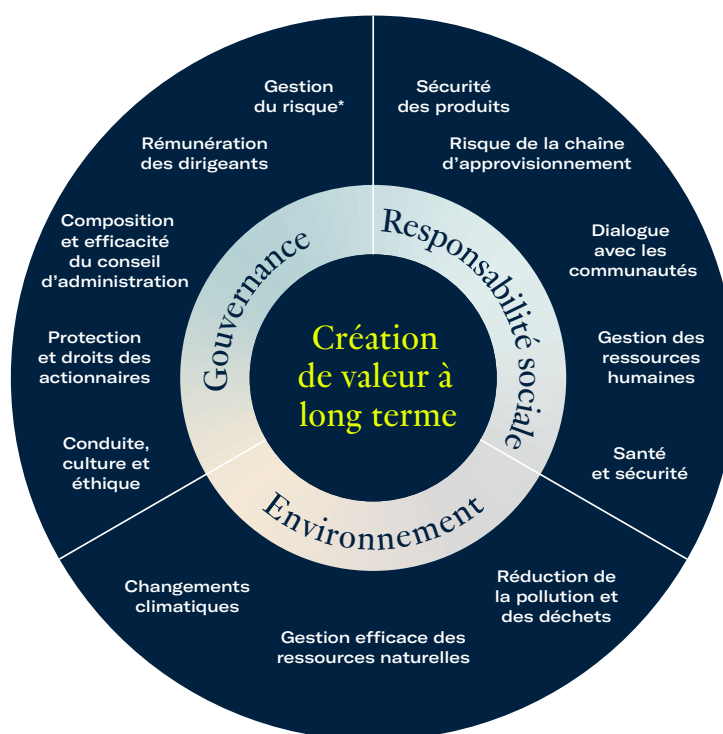 Création
de valeur à
long terme
Gouvernance
Gestion
du risque*
Rémunération
des dirigeants
Composition
et efficacité
du conseil
d’administration
Protection
et droits des
actionnaires
Conduite,
culture et
éthique
Responsabilité sociale
Sécurité
des produits
Risque de la chaîne
d’approvisionnement
Dialogue
avec les
communautés
Gestion des
ressources
humaines
Santé
et sécurité
Environnement
Changements
climatiques
Gestion efficace des
ressources naturelles
Réduction de
la pollution et
des déchets